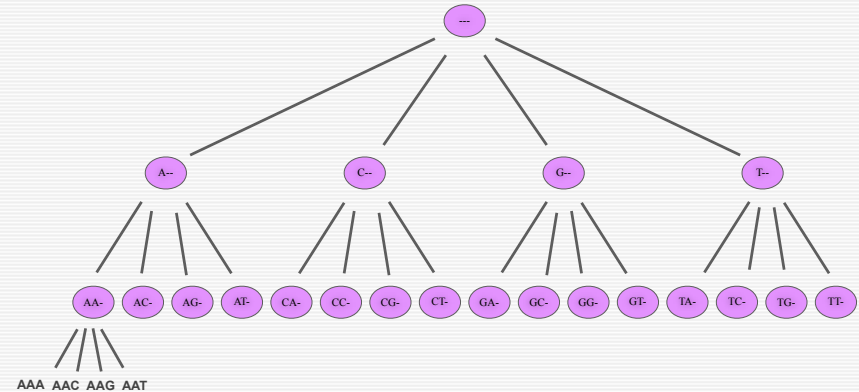 ---
A-- C-- G-- T--
AA- AC- AG- AT- CA- CC- CG- CT- GA- GC- GG- GT- TA- TC- TG- TT-
AAA AAC AAG AAT